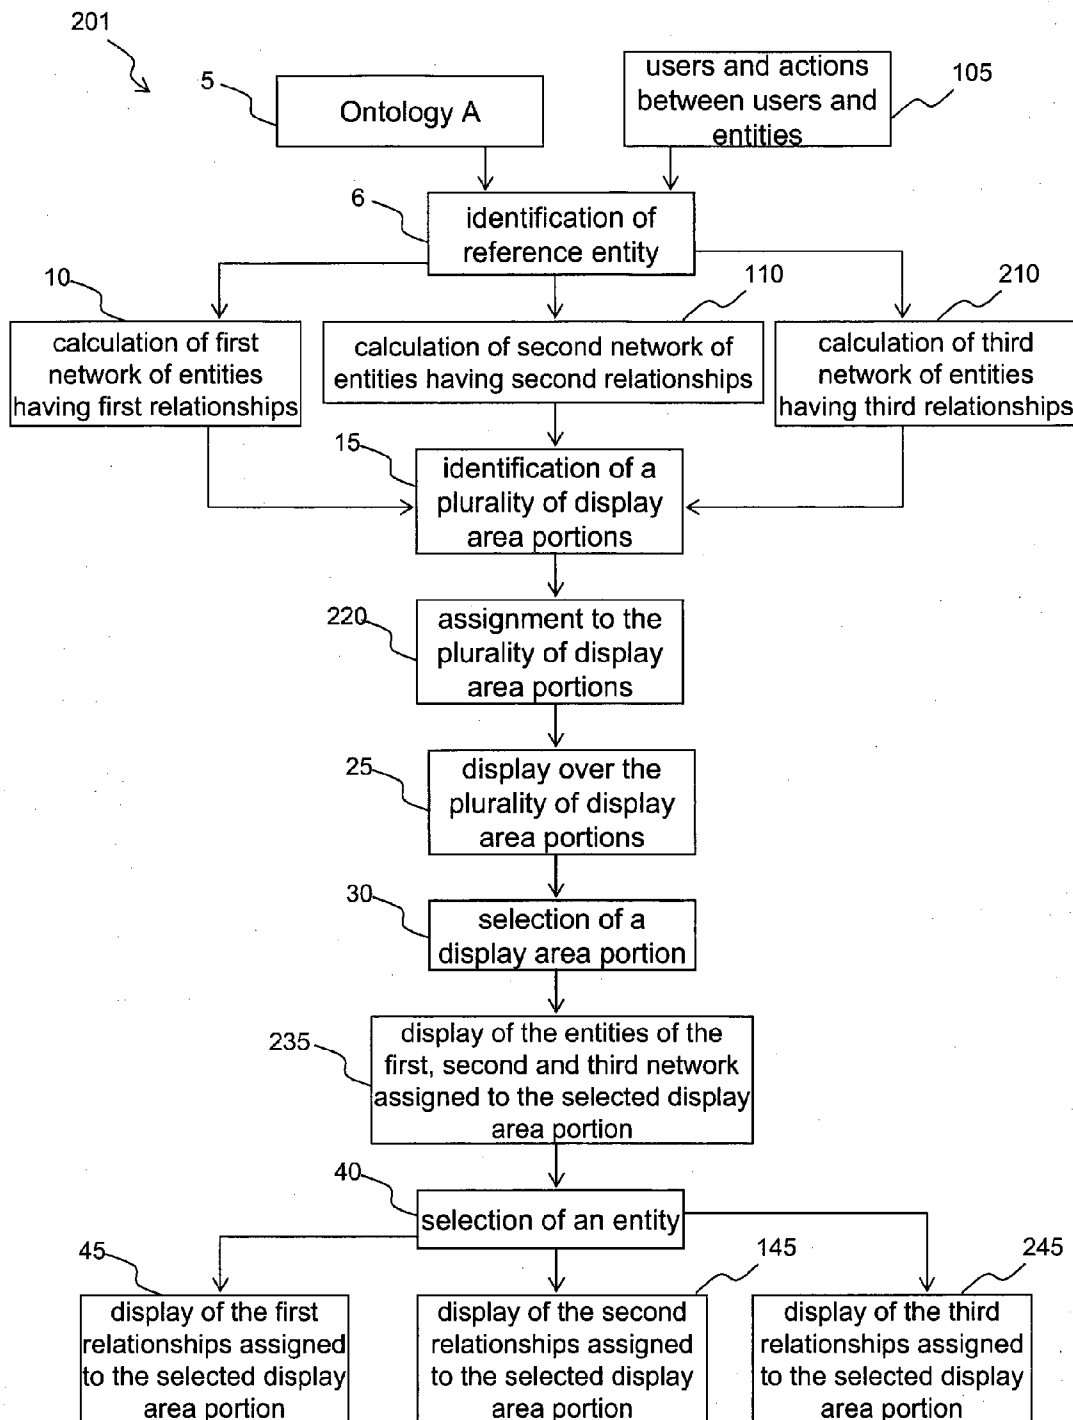 201
5
Ontology A
users and actions
between users and
entities
105
6
identification of
reference entity
10
110
210
calculation of first
network of entities
having first relationships
calculation of second network of
entities having second relationships
calculation of third
network of entities
having third relationships
15
identification of a
plurality of display
area portions
220
assignment to the
plurality of display
area portions
25
display over the
plurality of display
area portions
30
selection of a
display area portion
235
display of the entities of the
first, second and third network
assigned to the selected display
area portion
40
selection of an entity
45
145
245
display of the first
relationships assigned
to the selected display
area portion
display of the second
relationships assigned
to the selected display
area portion
display of the third
relationships assigned
to the selected display
area portion